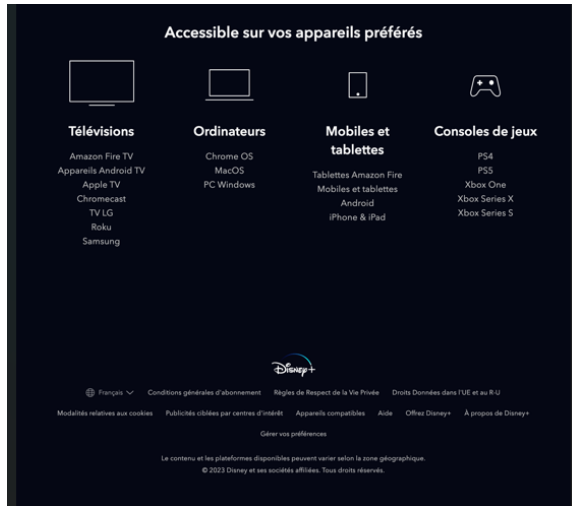 Accessible sur vos appareils préférés
Télévisions
Amazon Fire TV
Appareils Android TV
Apple TV
Chromecast
TV LG
Roku
Samsung
Ordinateurs
Chrome OS
MacOS
PC Windows
Mobiles et
tablettes
Tablettes Amazon Fire
Mobiles et tablettes
Android
iPhone & iPad
Consoles de jeux
PS4
PS5
Xbox One
Xbox Series X
Xbox Series S
Disney+
Français
Conditions générales d'abonnement
Règles de Respect de la Vie Privée
Droits Données dans l'UE et au R-U
Modalités relatives aux cookies
Publicités ciblées par centres d'intérêt
Appareils compatibles
Aide
Offrez Disney+
À propos de Disney+
Gérer vos préférences
Le contenu et les plateformes disponibles peuvent varier selon la zone géographique.
© 2023 Disney et ses sociétés affiliées. Tous droits réservés.